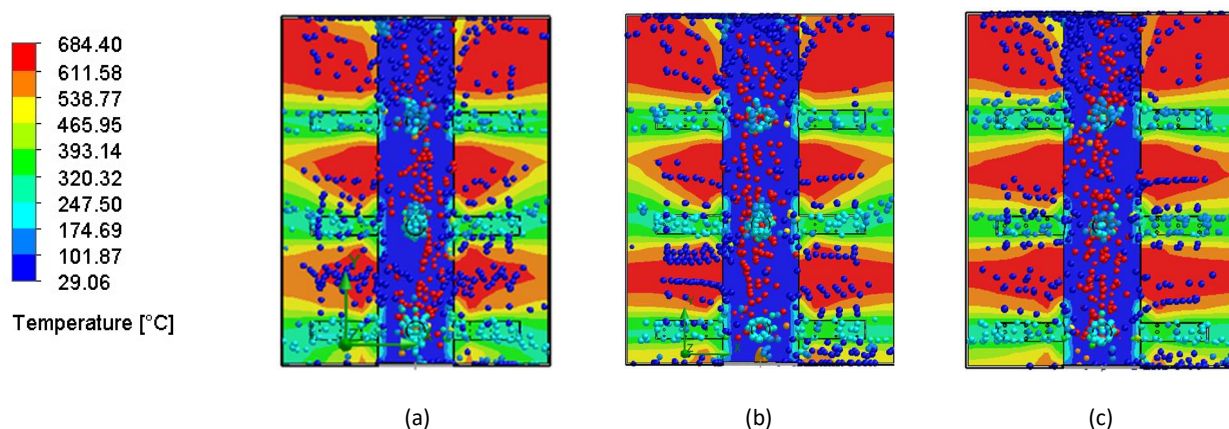 684.40
611.58
538.77
465.95
393.14
320.32
247.50
174.69
101.87
29.06
Temperature [°C]
Y
Z
(a)
(b)
(c)